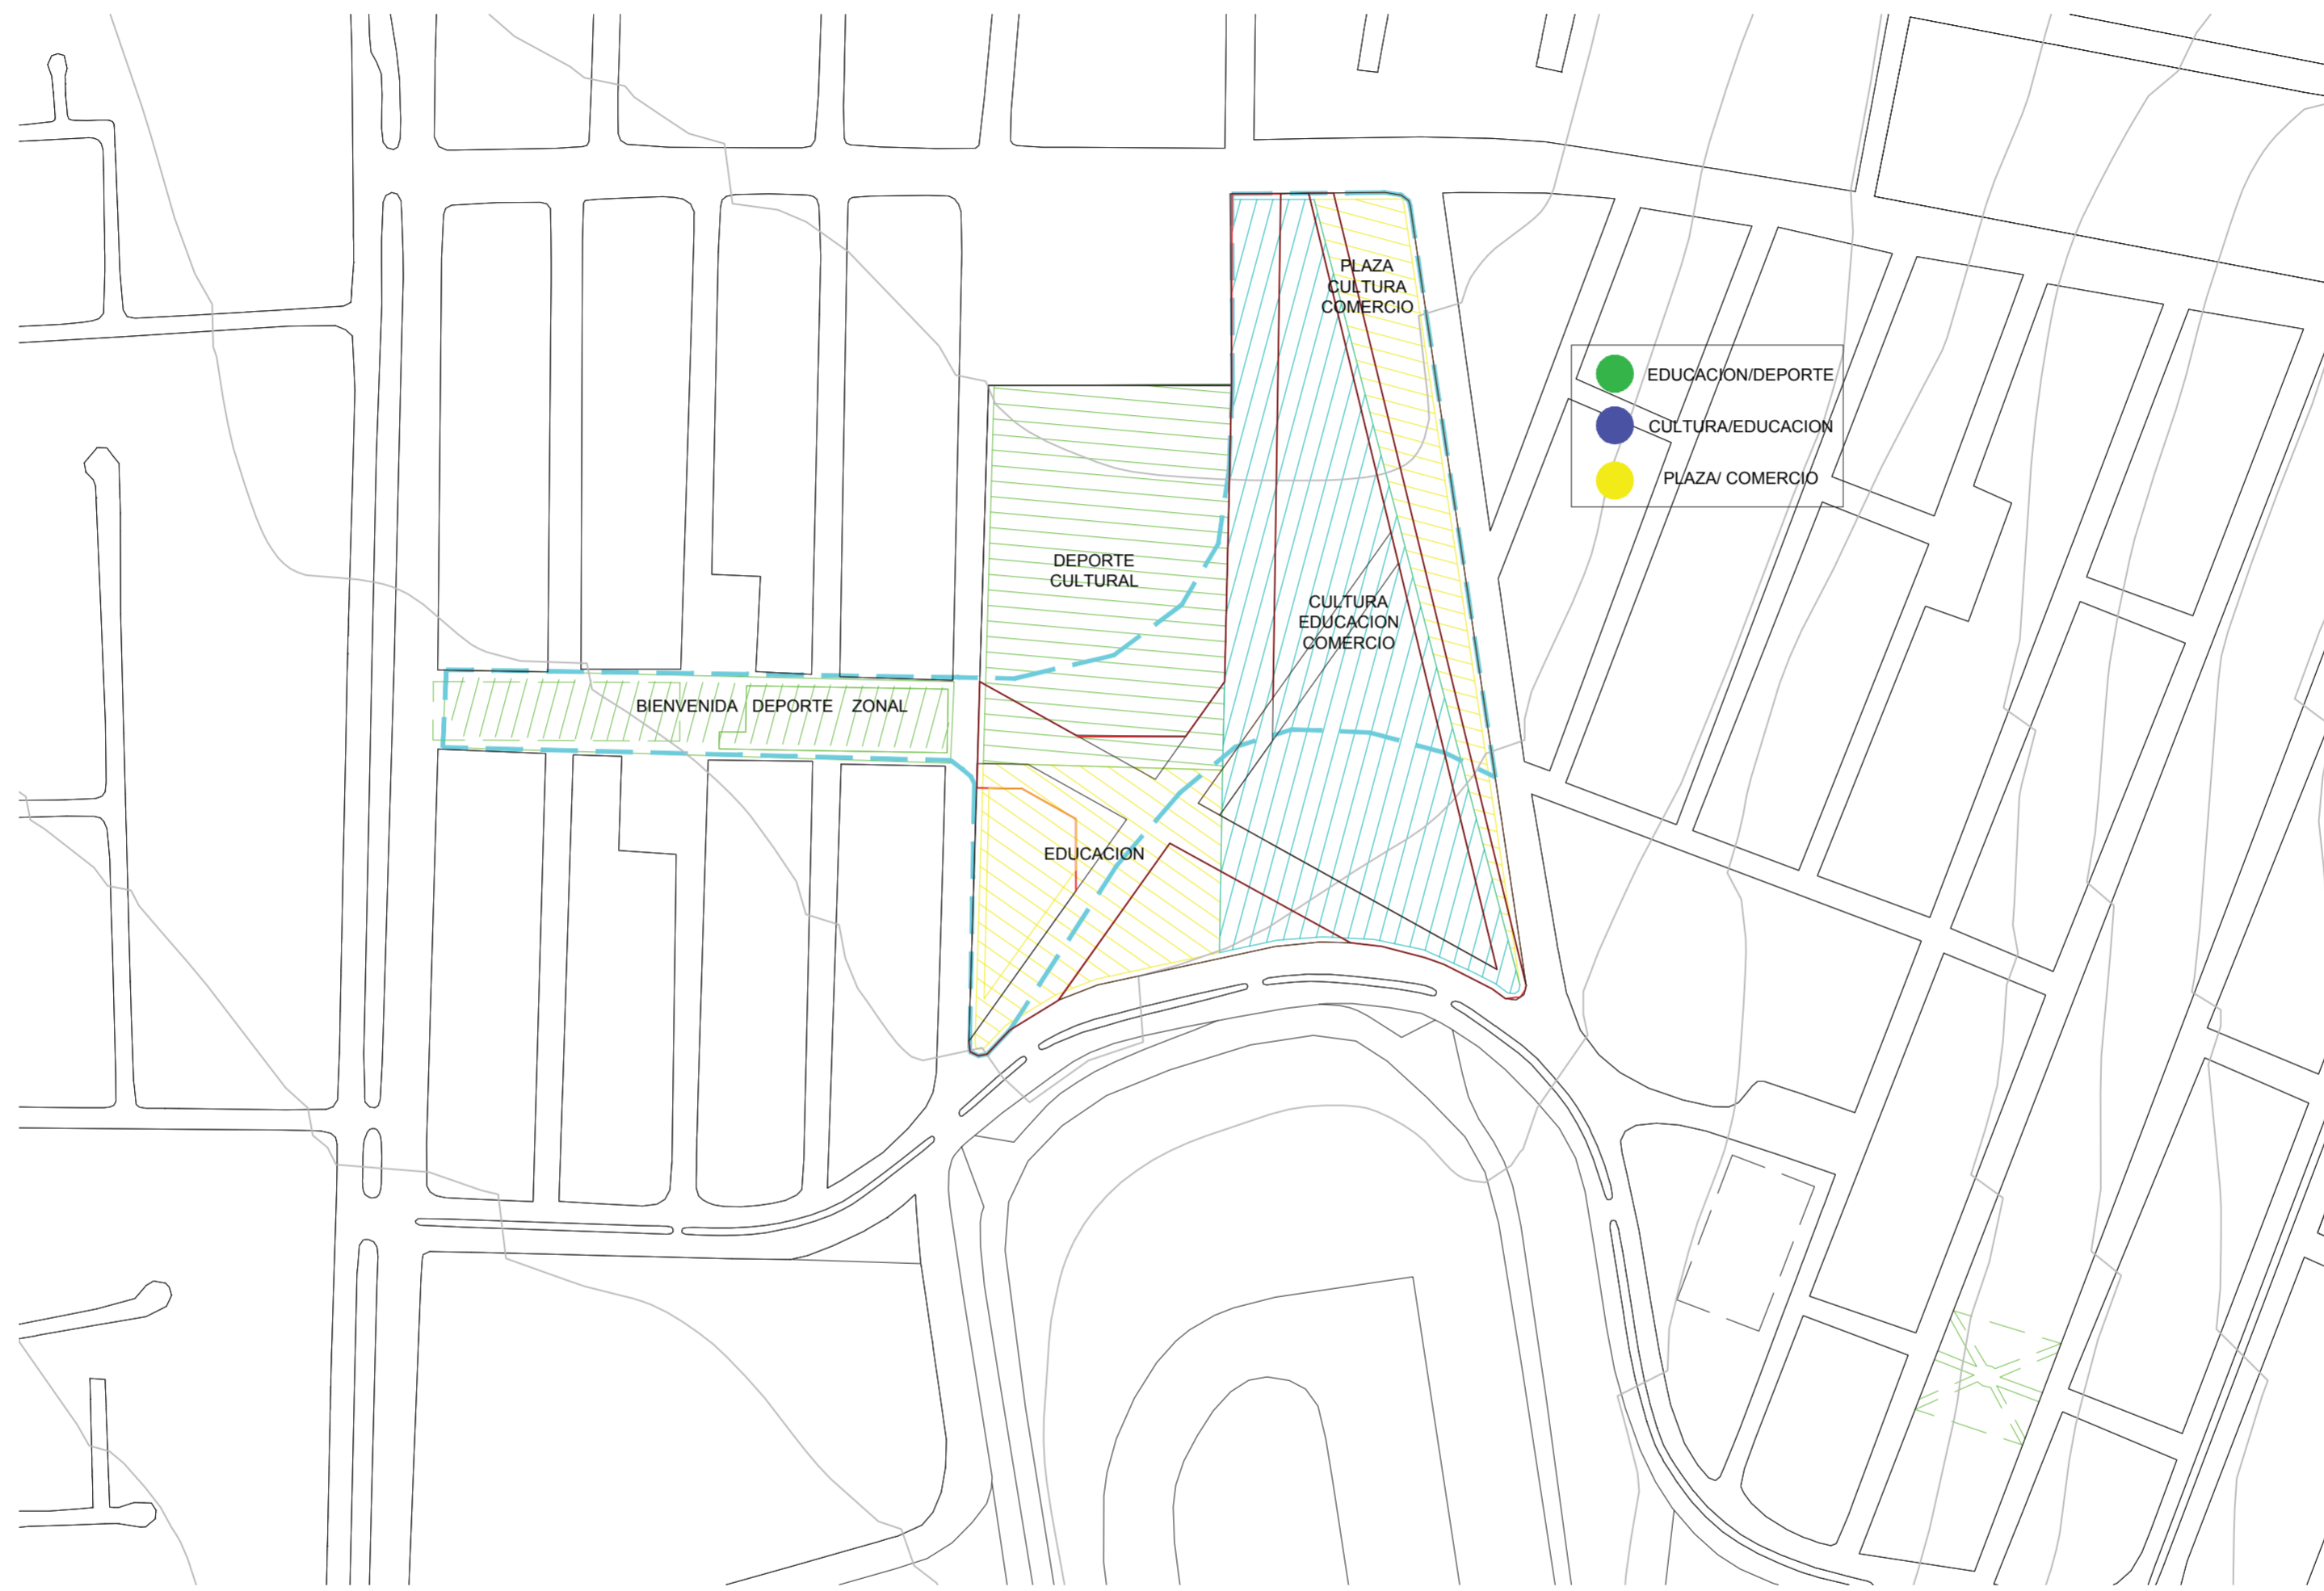 PLAZA
CULTURA
COMERCIO
EDUCACION/DEPORTE
CULTURA/EDUCACION
PLAZA/ COMERCIO
DEPORTE
CULTURAL
CULTURA
EDUCACION
COMERCIO
BIENVENIDA DEPORTE ZONAL
EDUCACION